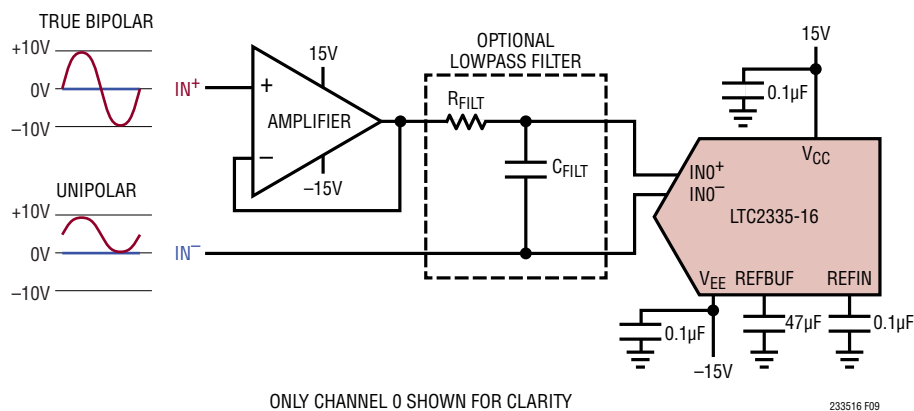 TRUE BIPOLAR
+10V
0V
–10V
UNIPOLAR
+10V
0V
–10V
IN+
IN–
15V
+
AMPLIFIER
–
–15V
OPTIONAL
LOWPASS FILTER
RFILT
CFILT
15V
0.1µF
VCC
IN0+
IN0–
LTC2335-16
VEE REFBUF REFIN
0.1µF
47µF
0.1µF
–15V
ONLY CHANNEL 0 SHOWN FOR CLARITY
233516 F09